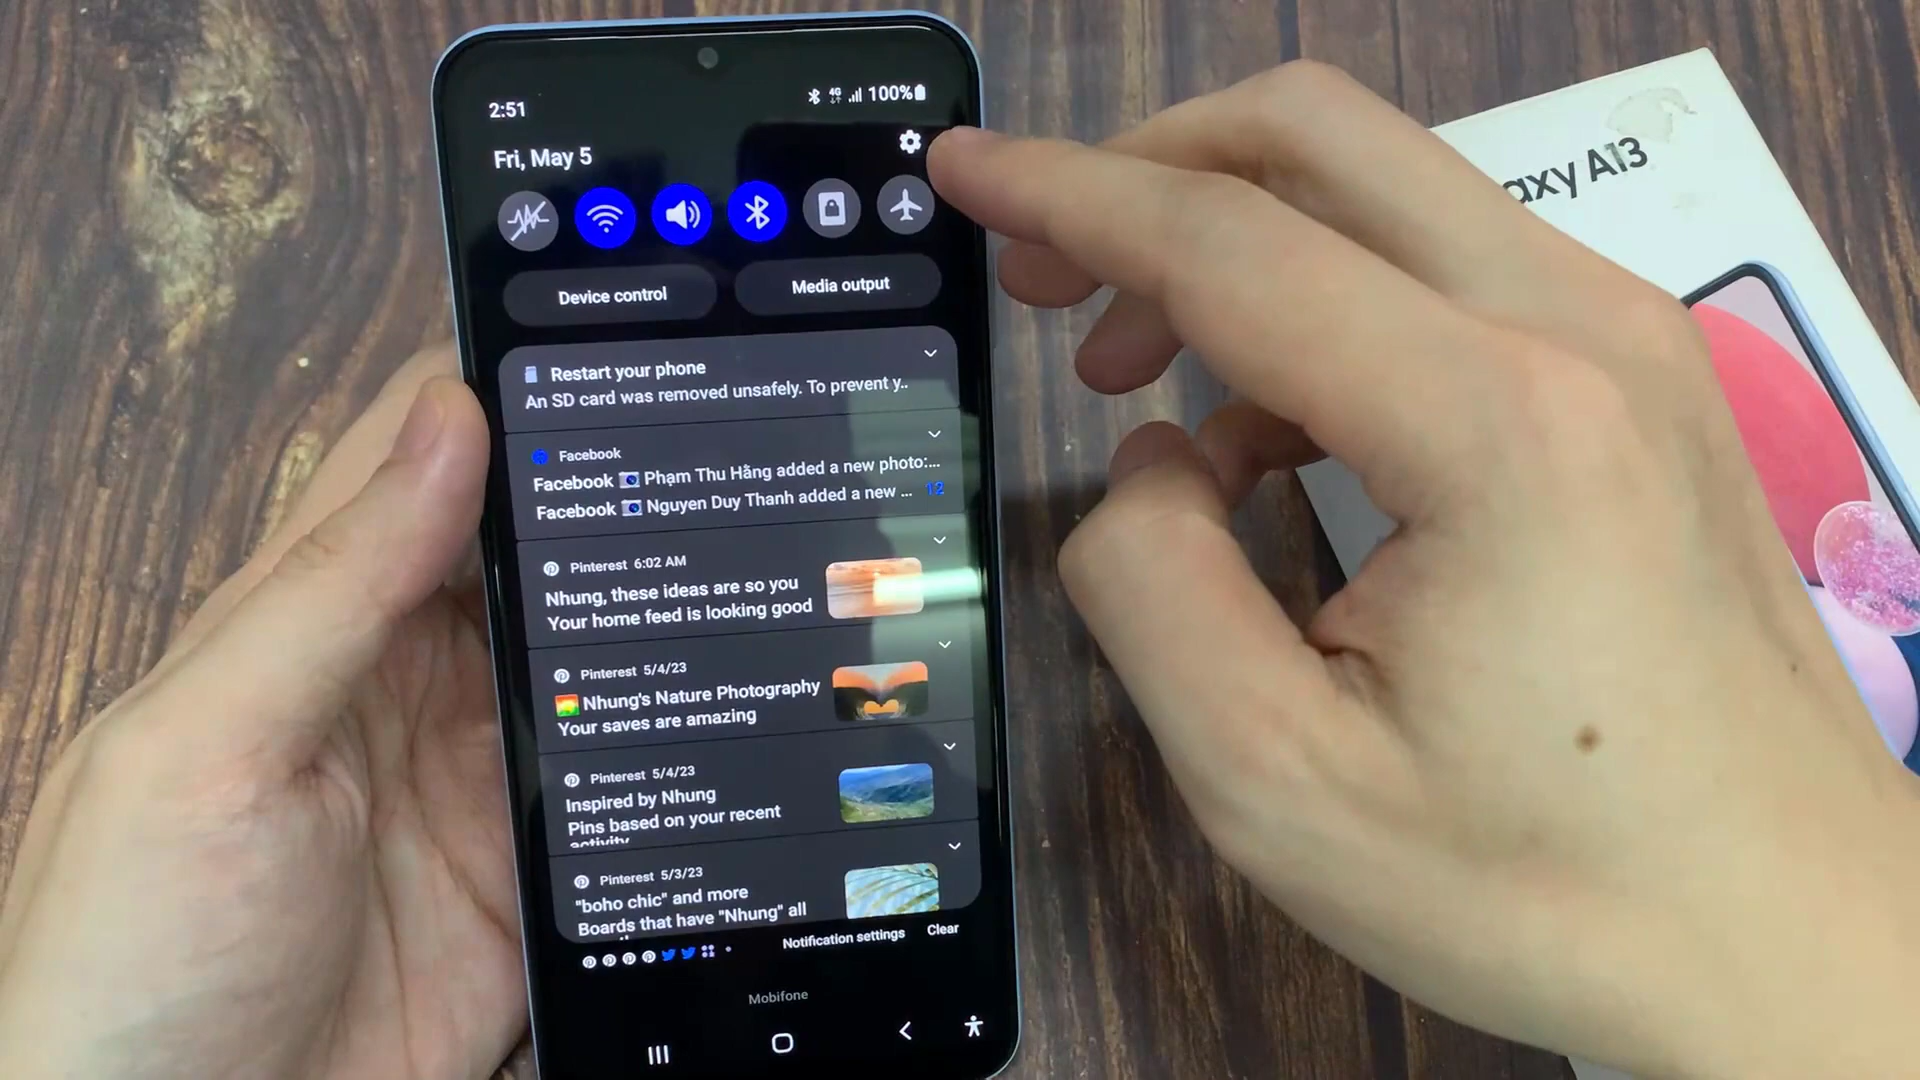 2:51
4G 100%
Fri, May 5
Device control
Media output
Restart your phone
An SD card was removed unsafely. To prevent y..
Facebook
Facebook Phạm Thu Hằng added a new photo:...
Facebook Nguyen Duy Thanh added a new ... 12
Pinterest 6:02 AM
Nhung, these ideas are so you
Your home feed is looking good
Pinterest 5/4/23
Nhung's Nature Photography
Your saves are amazing
Pinterest 5/4/23
Inspired by Nhung
Pins based on your recent
activity
Pinterest 5/3/23
"boho chic" and more
Boards that have "Nhung" all
Notification settings
Clear
Mobifone
axy A13